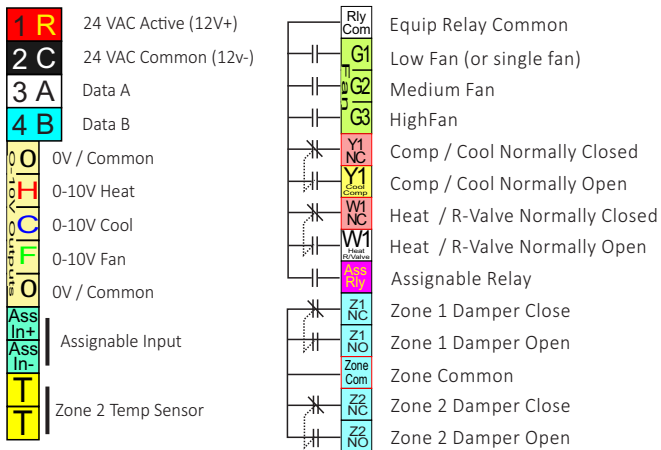 1 R 24 VAC Active (12V+)
2 C 24 VAC Common (12v-)
3 A Data A
4 B Data B
0-10V Outputs
0 0V / Common
H 0-10V Heat
C 0-10V Cool
F 0-10V Fan
0 0V / Common
Ass
In+
Ass
In-
Assignable Input
T
T
Zone 2 Temp Sensor
Rly
Com
Equip Relay Common
Fan
G1 Low Fan (or single fan)
G2 Medium Fan
G3 HighFan
Y1
NC
Comp / Cool Normally Closed
Y1
Cool
Comp
Comp / Cool Normally Open
W1
NC
Heat / R-Valve Normally Closed
W1
Heat
R/Valve
Heat / R-Valve Normally Open
Ass
Rly
Assignable Relay
Z1
NC
Zone 1 Damper Close
Z1
NO
Zone 1 Damper Open
Zone
Com
Zone Common
Z2
NC
Zone 2 Damper Close
Z2
NO
Zone 2 Damper Open